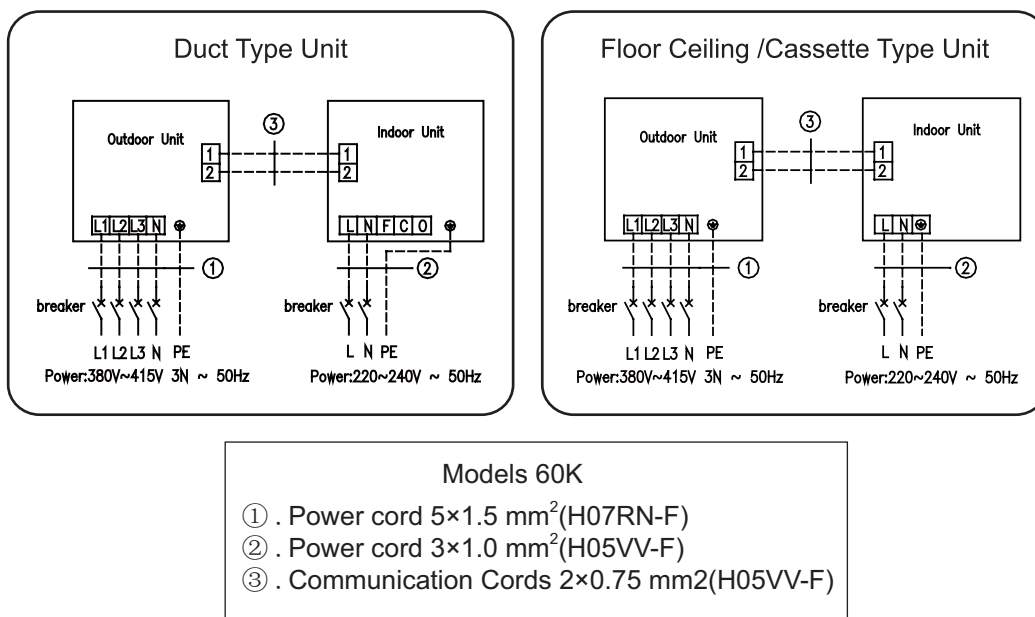 Duct Type Unit
Outdoor Unit
③
Indoor Unit
1 1
2 2
L1 L2 L3 N
L N F C O
①
②
breaker
breaker
L1 L2 L3 N PE
L N PE
Power:380V~415V 3N ~ 50Hz
Power:220~240V ~ 50Hz
Floor Ceiling /Cassette Type Unit
Outdoor Unit
③
Indoor Unit
1 1
2 2
L1 L2 L3 N
L N
①
②
breaker
breaker
L1 L2 L3 N PE
L N PE
Power:380V~415V 3N ~ 50Hz
Power:220~240V ~ 50Hz
Models 60K
① . Power cord 5×1.5 mm²(H07RN-F)
② . Power cord 3×1.0 mm²(H05VV-F)
③ . Communication Cords 2×0.75 mm2(H05VV-F)